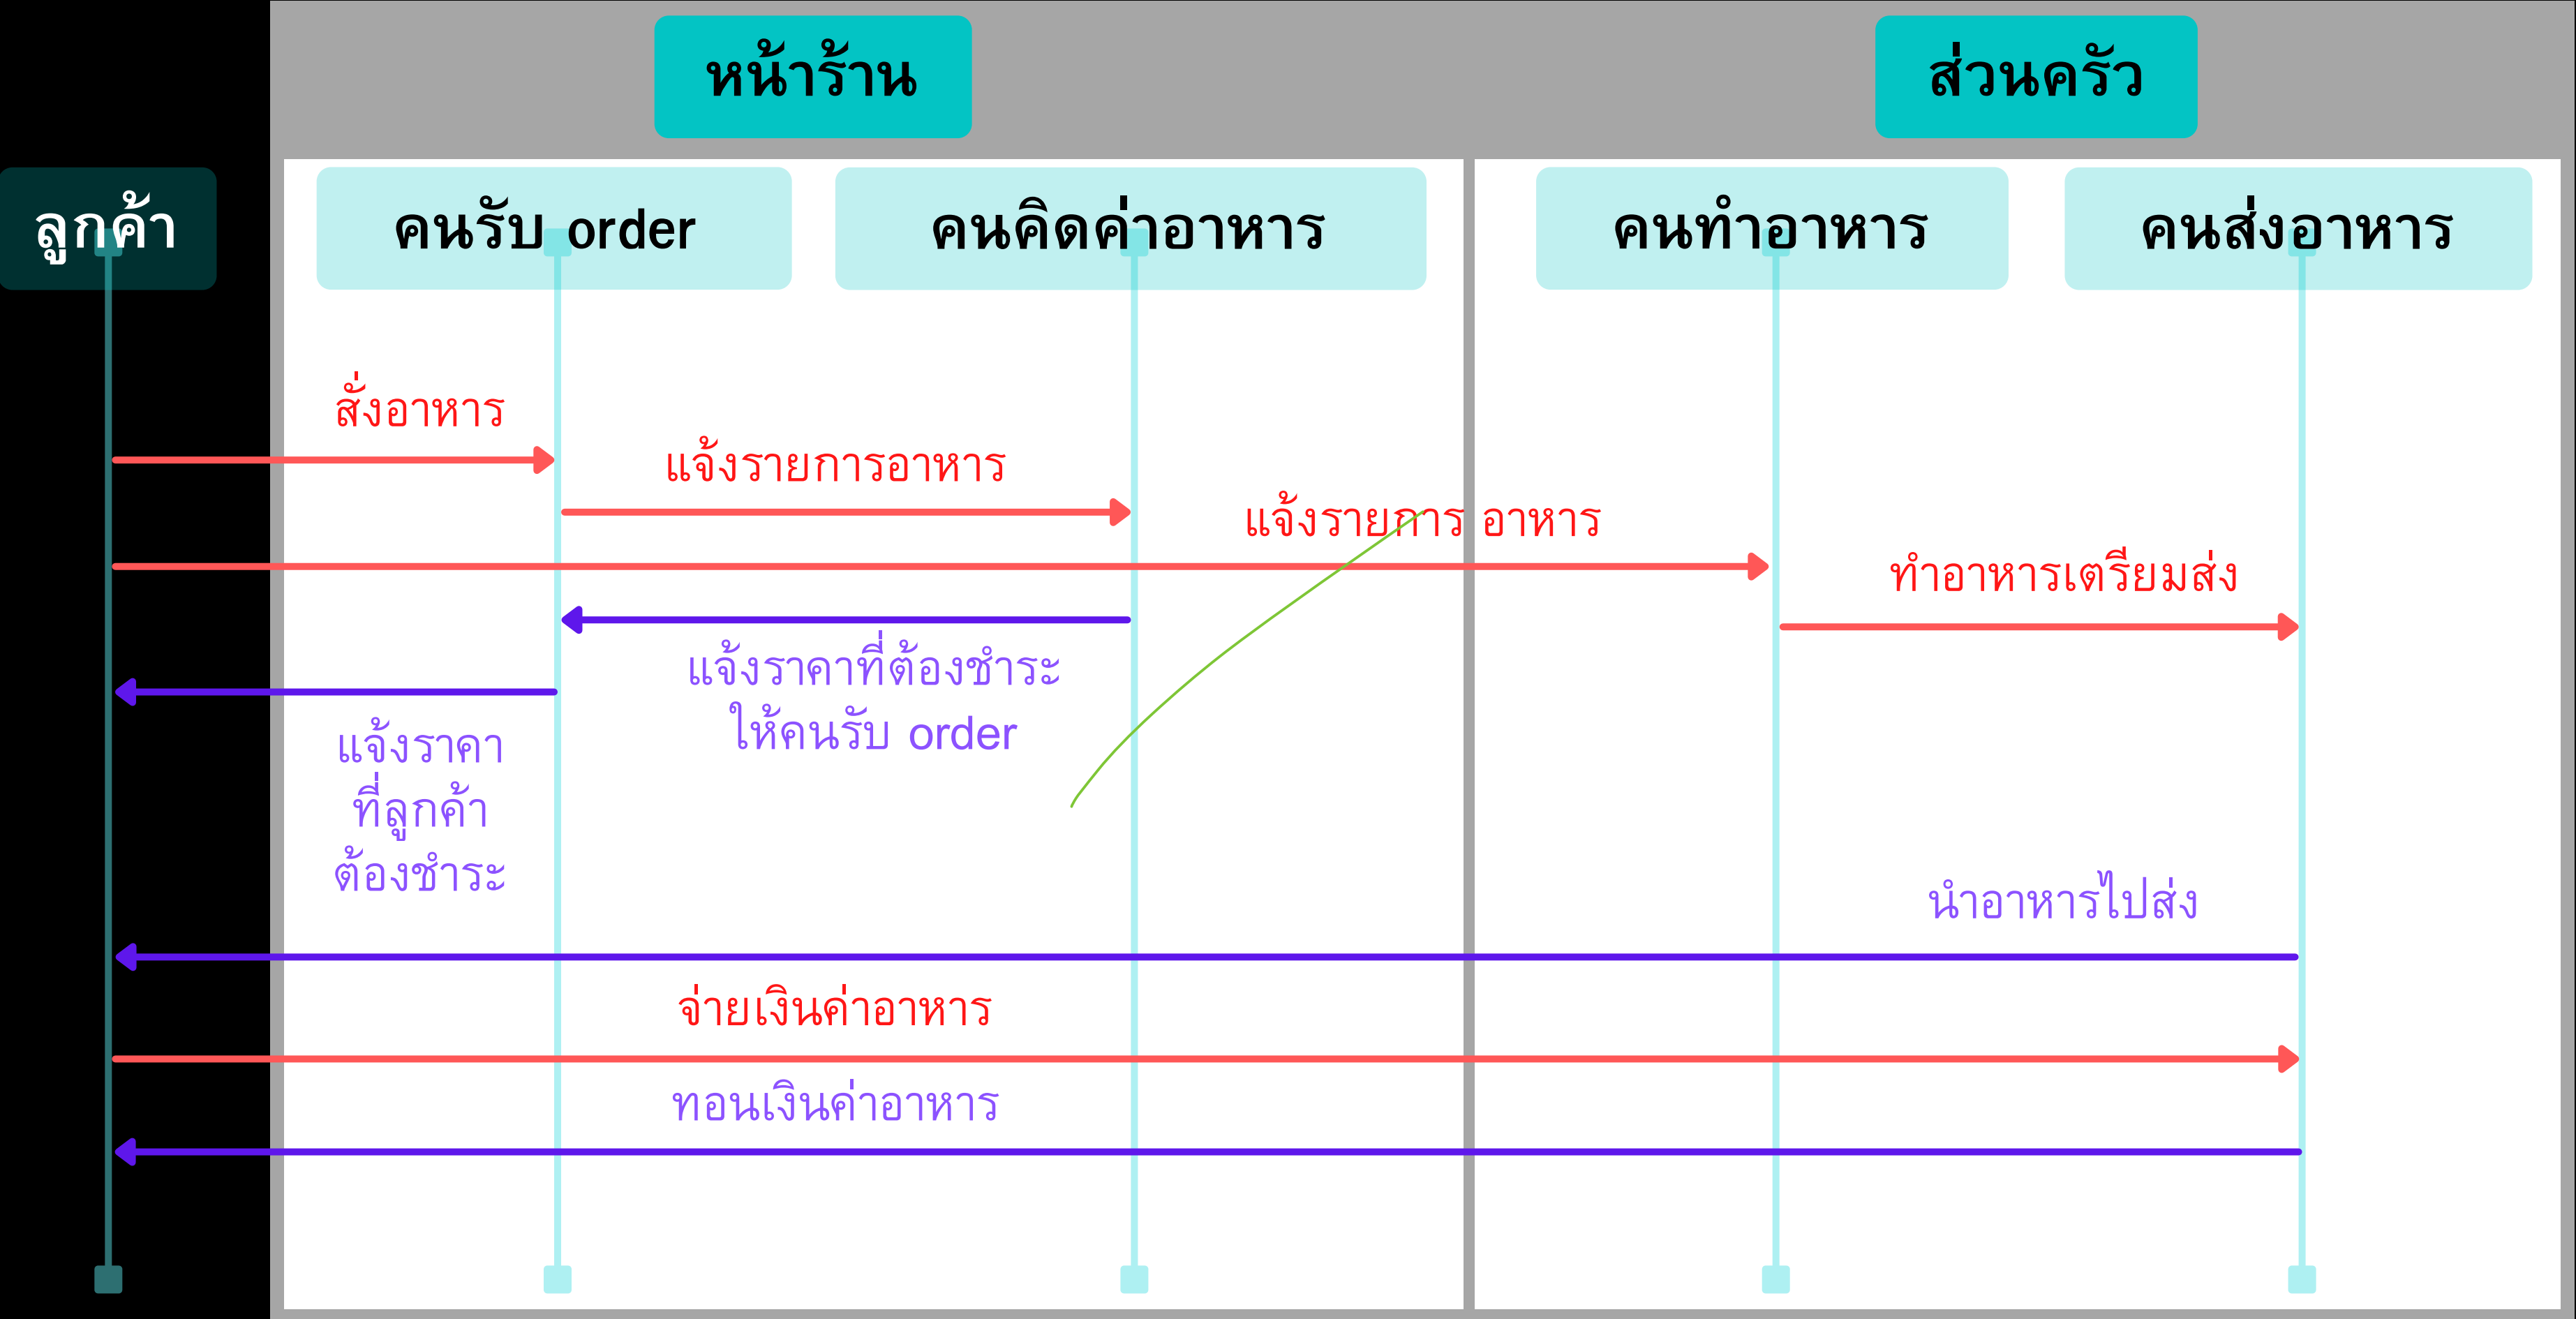 หน้าร้าน
ส่วนครัว
ลูกค้า
คนรับ order
คนคิดค่าอาหาร
คนทำอาหาร
คนส่งอาหาร
สั่งอาหาร
แจ้งรายการอาหาร
แจ้งรายการ อาหาร
ทำอาหารเตรียมส่ง
แจ้งราคาที่ต้องชำระ
ให้คนรับ order
แจ้งราคา
ที่ลูกค้า
ต้องชำระ
นำอาหารไปส่ง
จ่ายเงินค่าอาหาร
ทอนเงินค่าอาหาร